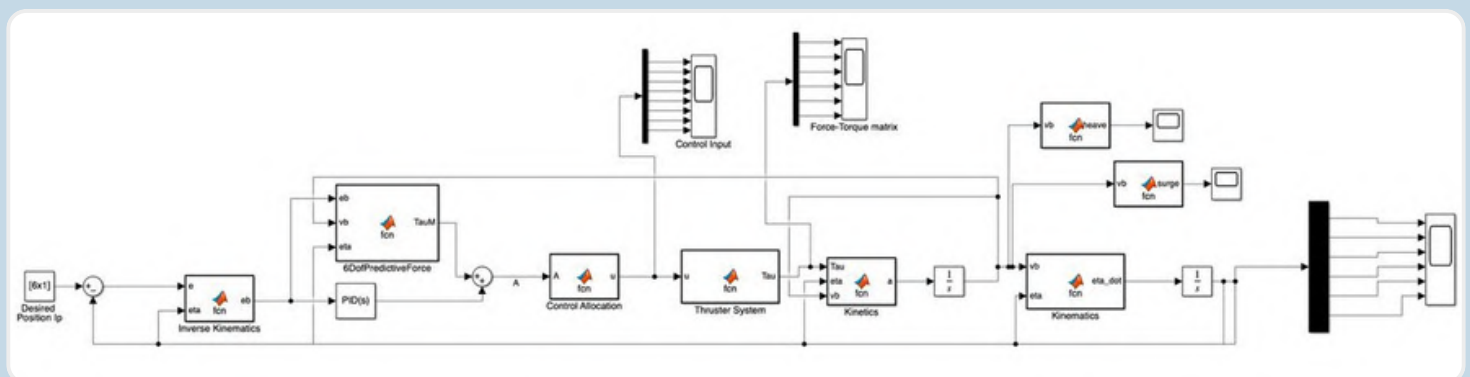 Control Input
Force-Torque matrix
vb
heave
fcn
vb
surge
fcn
eb
vb
eta
TauM
fcn
6DofPredictiveForce
[6x1]
Desired
Position Ip
+
-
e
eta
eb
fcn
Inverse Kinematics
PID(s)
+
+
A
A
u
fcn
Control Allocation
u
Tau
fcn
Thruster System
Tau
eta
vb
a
fcn
Kinetics
1
s
vb
eta
eta_dot
fcn
Kinematics
1
s